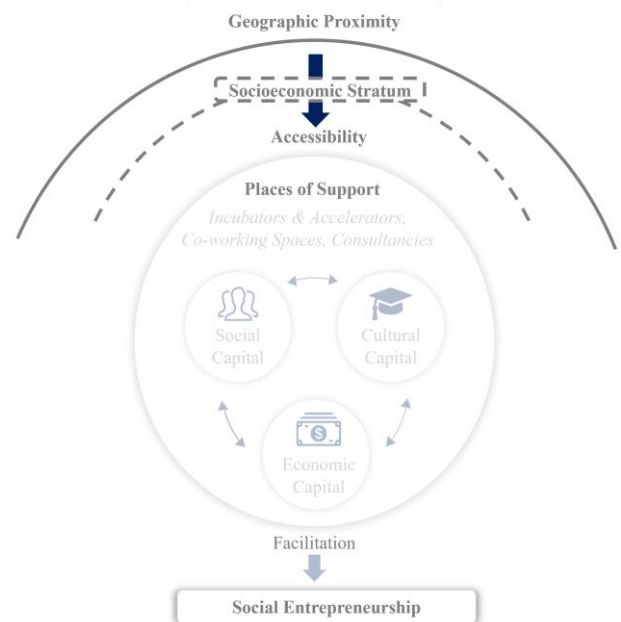 Geographic Proximity
Socioeconomic Stratum
Accessibility
Places of Support
Incubators & Accelerators,
Co-working Spaces, Consultancies
Social
Capital
Cultural
Capital
$
Economic
Capital
Facilitation
Social Entrepreneurship